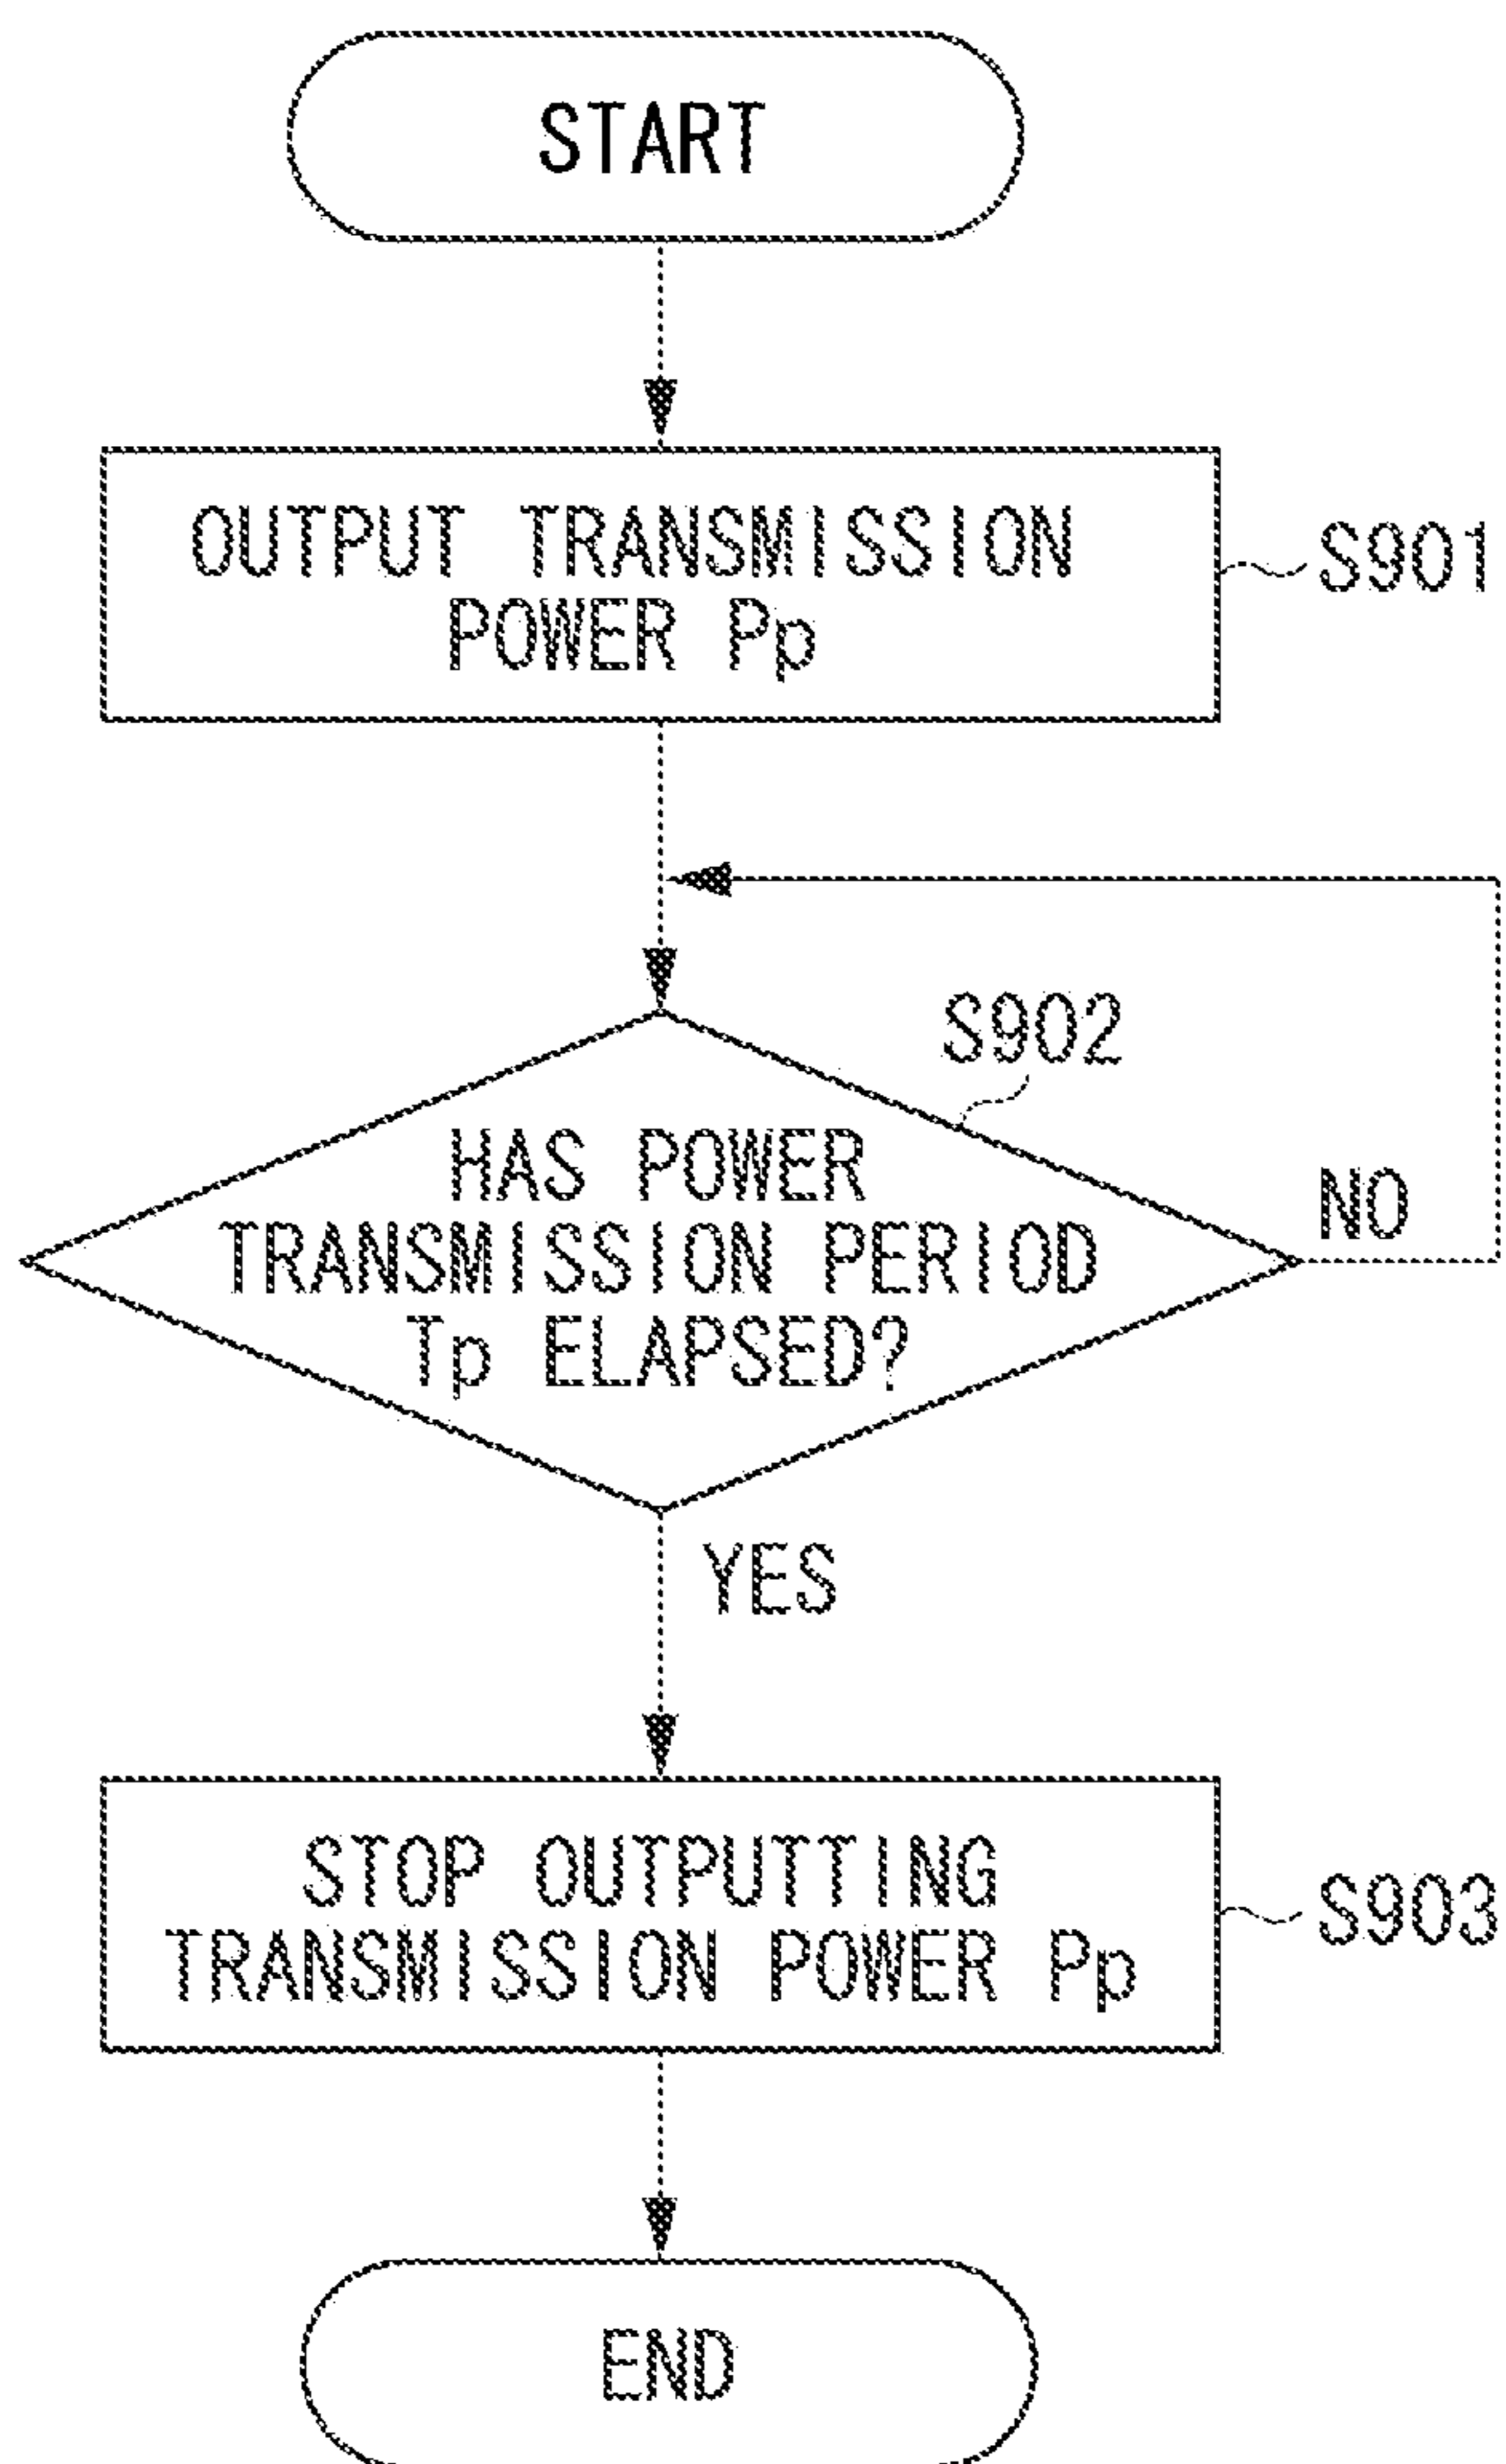 START
OUTPUT TRANSMISSION
POWER Pp
S901
S902
HAS POWER
TRANSMISSION PERIOD
Tp ELAPSED?
NO
YES
STOP OUTPUTTING
TRANSMISSION POWER Pp
S903
END